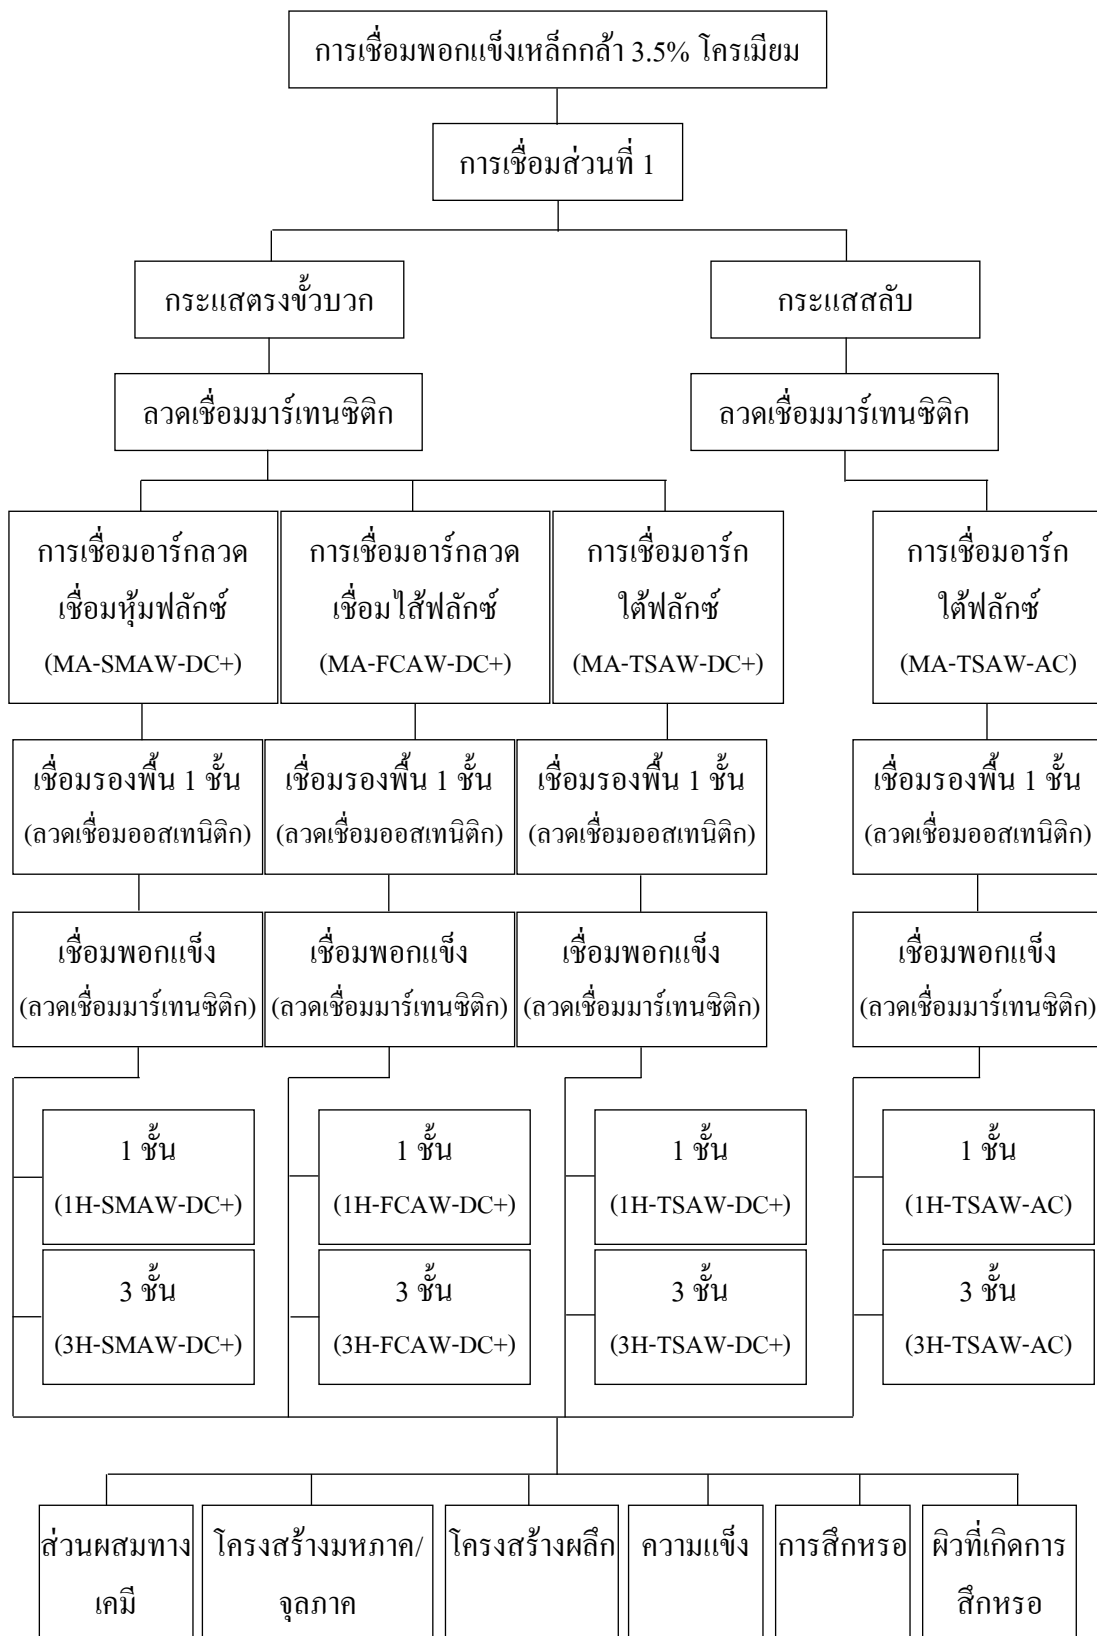 การเชื่อมพอกแข็งเหล็กกล้า 3.5% โครเมียม
การเชื่อมส่วนที่ 1
กระแสตรงขั้วบวก
กระแสสลับ
ลวดเชื่อมมาร์เทนซิติก
ลวดเชื่อมมาร์เทนซิติก
การเชื่อมอาร์กลวด
เชื่อมหุ้มฟลักซ์
(MA-SMAW-DC+)
การเชื่อมอาร์กลวด
เชื่อมไส้ฟลักซ์
(MA-FCAW-DC+)
การเชื่อมอาร์ก
ใต้ฟลักซ์
(MA-TSAW-DC+)
การเชื่อมอาร์ก
ใต้ฟลักซ์
(MA-TSAW-AC)
เชื่อมรองพื้น 1 ชั้น
(ลวดเชื่อมออสเทนิติก)
เชื่อมรองพื้น 1 ชั้น
(ลวดเชื่อมออสเทนิติก)
เชื่อมรองพื้น 1 ชั้น
(ลวดเชื่อมออสเทนิติก)
เชื่อมรองพื้น 1 ชั้น
(ลวดเชื่อมออสเทนิติก)
เชื่อมพอกแข็ง
(ลวดเชื่อมมาร์เทนซิติก)
เชื่อมพอกแข็ง
(ลวดเชื่อมมาร์เทนซิติก)
เชื่อมพอกแข็ง
(ลวดเชื่อมมาร์เทนซิติก)
เชื่อมพอกแข็ง
(ลวดเชื่อมมาร์เทนซิติก)
1 ชั้น
(1H-SMAW-DC+)
1 ชั้น
(1H-FCAW-DC+)
1 ชั้น
(1H-TSAW-DC+)
1 ชั้น
(1H-TSAW-AC)
3 ชั้น
(3H-SMAW-DC+)
3 ชั้น
(3H-FCAW-DC+)
3 ชั้น
(3H-TSAW-DC+)
3 ชั้น
(3H-TSAW-AC)
ส่วนผสมทาง
เคมี
โครงสร้างมหภาค/
จุลภาค
โครงสร้างผลึก
ความแข็ง
การสึกหรอ
ผิวที่เกิดการ
สึกหรอ